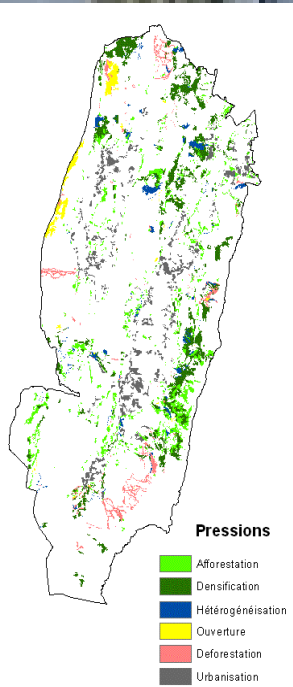 Pressions
Afforestation
Densification
Hétérogénéisation
Ouverture
Deforestation
Urbanisation